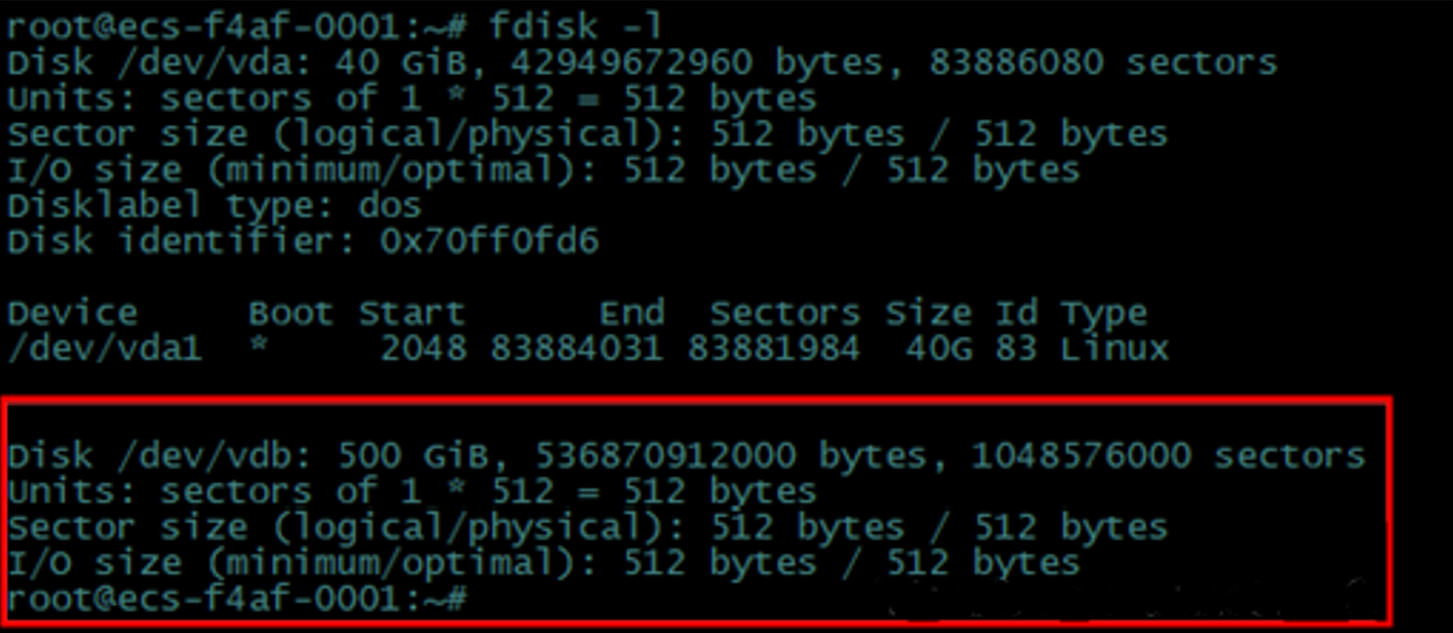 root@ecs-f4af-0001:~# fdisk -l
Disk /dev/vda: 40 GiB, 42949672960 bytes, 83886080 sectors
Units: sectors of 1 * 512 = 512 bytes
Sector size (logical/physical): 512 bytes / 512 bytes
I/O size (minimum/optimal): 512 bytes / 512 bytes
Disklabel type: dos
Disk identifier: 0x70ff0fd6
Device Boot Start End Sectors Size Id Type
/dev/vda1 * 2048 83884031 83881984 40G 83 Linux
Disk /dev/vdb: 500 GiB, 536870912000 bytes, 1048576000 sectors
Units: sectors of 1 * 512 = 512 bytes
Sector size (logical/physical): 512 bytes / 512 bytes
I/O size (minimum/optimal): 512 bytes / 512 bytes
root@ecs-f4af-0001:~#